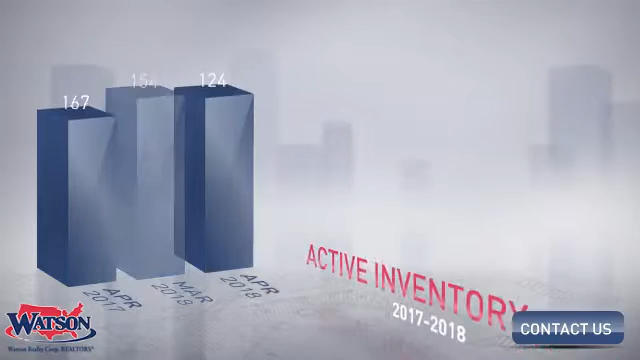 167
154
124
APR
2017
MAR
2018
APR
2018
ACTIVE INVENTORY
2017-2018
CONTACT US
WATSON
Watson Realty Corp. REALTORS®